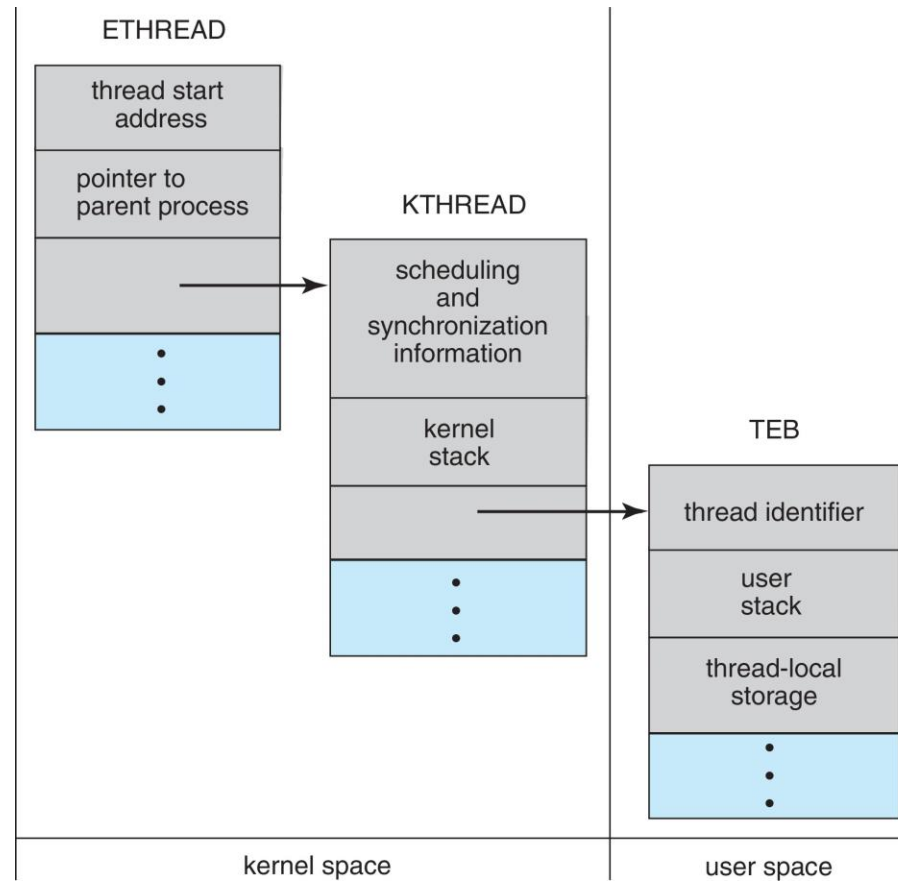 ETHREAD
thread start
address
pointer to
parent process
KTHREAD
scheduling
and
synchronization
information
kernel
stack
TEB
thread identifier
user
stack
thread-local
storage
kernel space
user space